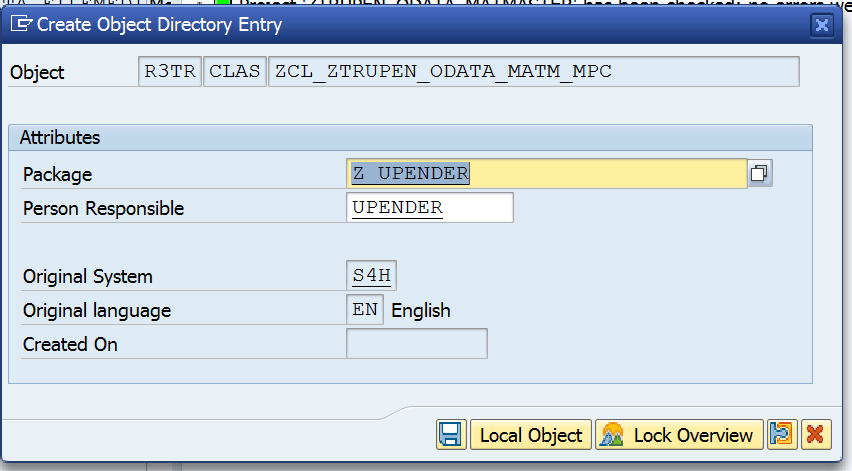 Create Object Directory Entry
Object R3TR CLAS ZCL_ZTRUPEN_ODATA_MATM_MPC
Attributes
Package Z_UPENDER
Person Responsible UPENDER
Original System S4H
Original language EN English
Created On
Local Object Lock Overview